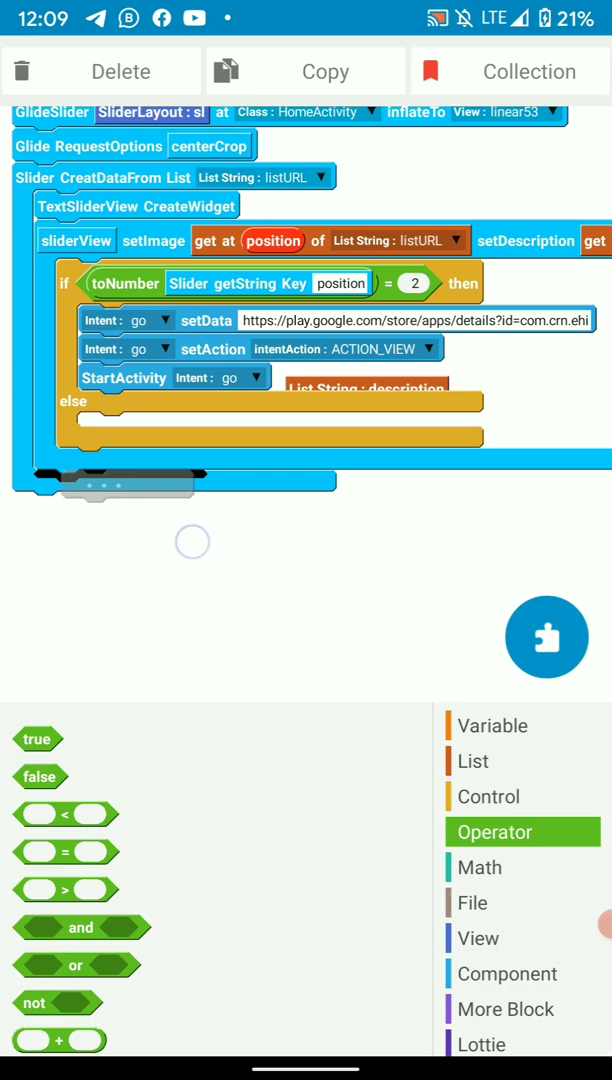 12:09 LTE 21%
Delete Copy Collection
GlideSlider SliderLayout : sl at Class : HomeActivity inflateTo View : linear53
Glide RequestOptions centerCrop
Slider CreatDataFrom List List String : listURL
TextSliderView CreateWidget
sliderView setImage get at position of List String : listURL setDescription get
if toNumber Slider getString Key position = 2 then
Intent : go setData https://play.google.com/store/apps/details?id=com.crn.ehi
Intent : go setAction intentAction : ACTION_VIEW
StartActivity Intent : go List String : description
else
true
false
<
=
>
and
or
not
+
Variable
List
Control
Operator
Math
File
View
Component
More Block
Lottie